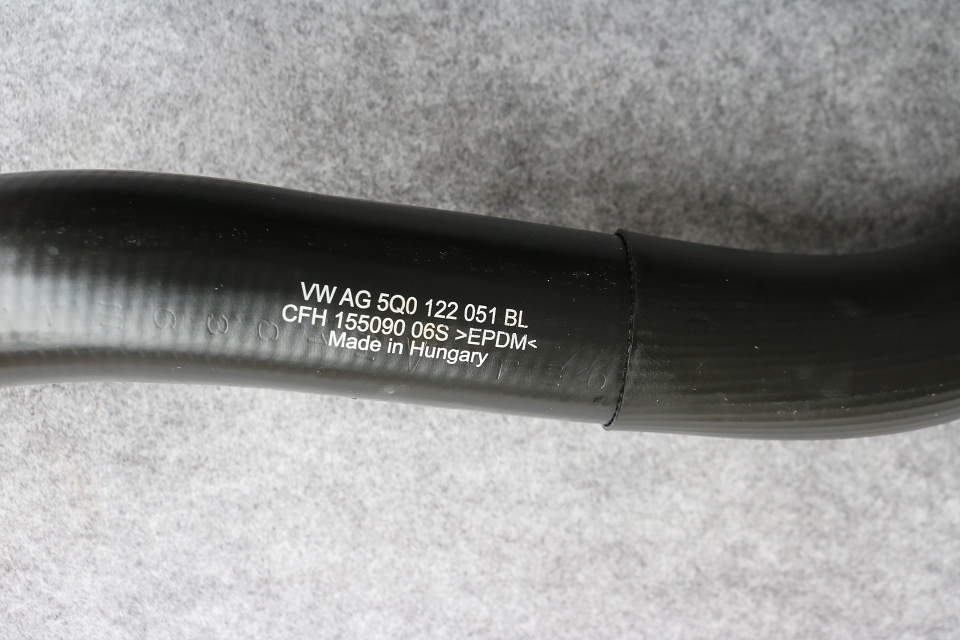 VW AG 5Q0 122 051 BL
CFH 155090 06S >EPDM<
Made in Hungary